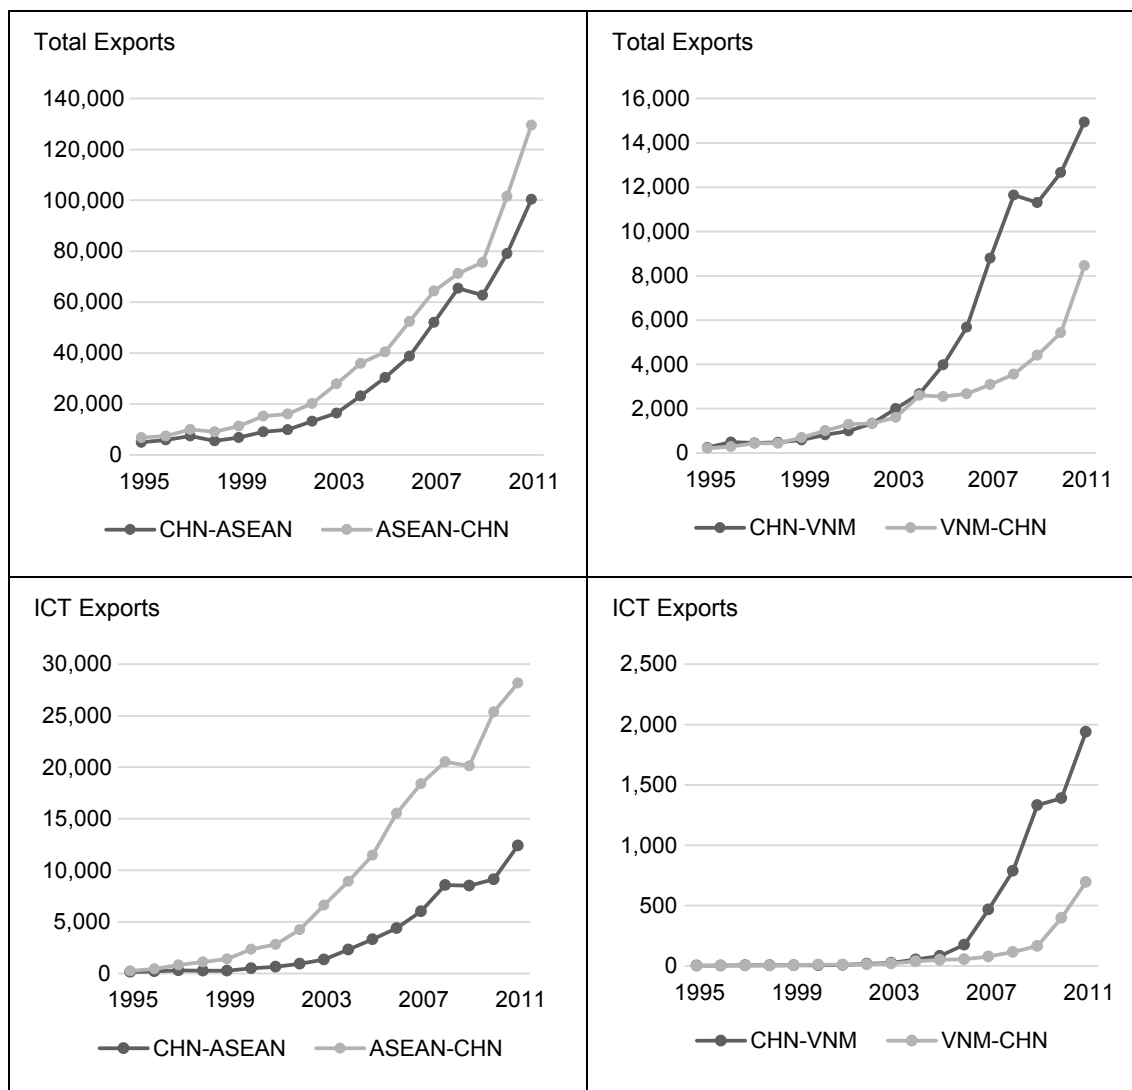 Total Exports
140,000
120,000
100,000
80,000
60,000
40,000
20,000
0
1995 1999 2003 2007 2011
CHN-ASEAN ASEAN-CHN
Total Exports
16,000
14,000
12,000
10,000
8,000
6,000
4,000
2,000
0
1995 1999 2003 2007 2011
CHN-VNM VNM-CHN
ICT Exports
30,000
25,000
20,000
15,000
10,000
5,000
0
1995 1999 2003 2007 2011
CHN-ASEAN ASEAN-CHN
ICT Exports
2,500
2,000
1,500
1,000
500
0
1995 1999 2003 2007 2011
CHN-VNM VNM-CHN